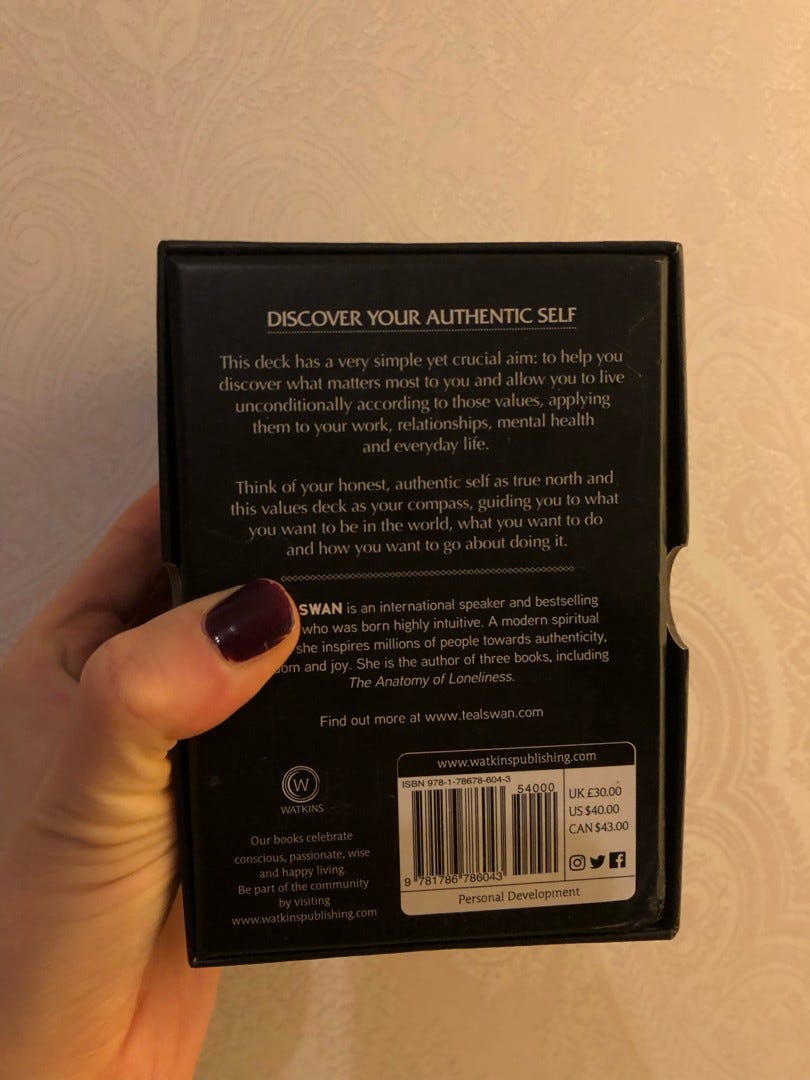 DISCOVER YOUR AUTHENTIC SELF
This deck has a very simple yet crucial aim: to help you
discover what matters most to you and allow you to live
unconditionally according to those values, applying
them to your work, relationships, mental health
and everyday life.
Think of your honest, authentic self as true north and
this values deck as your compass, guiding you to what
you want to be in the world, what you want to do
and how you want to go about doing it.
SWAN is an international speaker and bestselling
who was born highly intuitive. A modern spiritual
she inspires millions of people towards authenticity,
and joy. She is the author of three books, including
The Anatomy of Loneliness.
Find out more at www.tealswan.com
W
WATKINS
Our books celebrate
conscious, passionate, wise
and happy living.
Be part of the community
by visiting
www.watkinspublishing.com
www.watkinspublishing.com
ISBN 978-1-78678-604-3
54000
9 781786 786043
UK £30.00
US $40.00
CAN $43.00
Personal Development